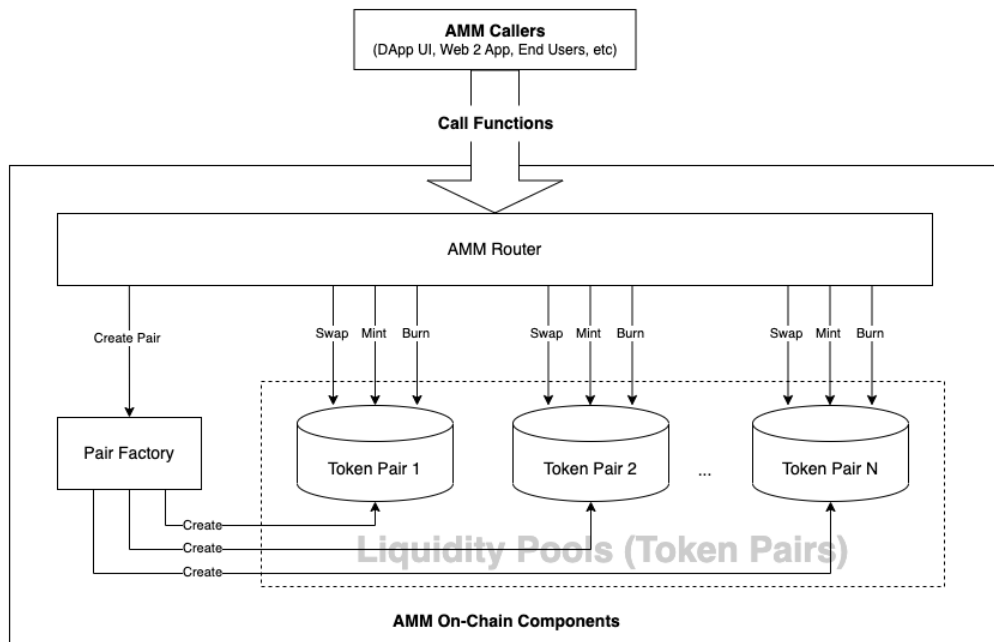 AMM Callers
(DApp UI, Web 2 App, End Users, etc)
Call Functions
AMM Router
Create Pair
Swap Mint Burn
Swap Mint Burn
Swap Mint Burn
Pair Factory
Token Pair 1
Token Pair 2
...
Token Pair N
Create
Create
Create
Liquidity Pools (Token Pairs)
AMM On-Chain Components